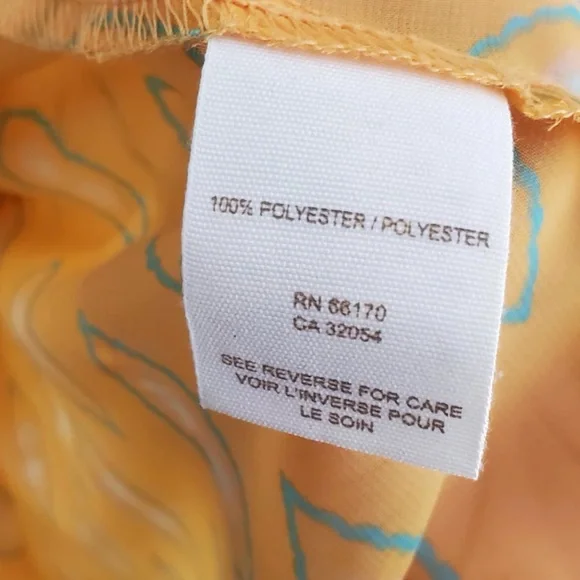 100% POLYESTER / POLYESTER
RN 66170
CA 32054
SEE REVERSE FOR CARE
VOIR L'INVERSE POUR
LE SOIN